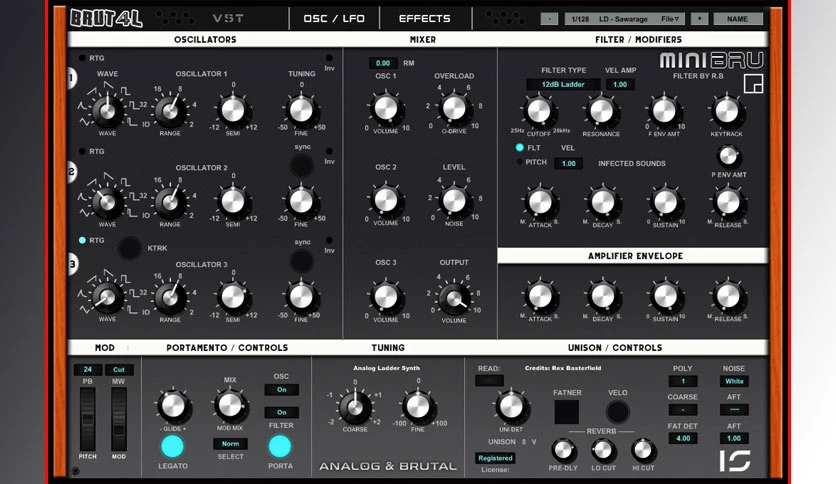 BRUT4L VST OSC / LFO EFFECTS - 1/128 LD - Sawarage File + NAME
OSCILLATORS MIXER FILTER / MODIFIERS
MINIBRU
FILTER BY R.B
1 RTG WAVE OSCILLATOR 1 TUNING Inv
16 8 4 32 2 LO 0
WAVE RANGE -12 SEMI +12 -50 FINE +50
2 RTG OSCILLATOR 2 sync Inv
16 8 4 32 2 LO 0
WAVE RANGE -12 SEMI +12 -50 FINE +50
3 RTG KTRK sync Inv
OSCILLATOR 3
16 8 4 32 2 LO 0
WAVE RANGE -12 SEMI +12 -50 FINE +50
0.00 RM
OSC 1 OVERLOAD
4 6 2 8 0 10
0 VOLUME 10 O-DRIVE
OSC 2 LEVEL
4 6 2 8 0 10
0 VOLUME 10 NOISE
OSC 3 OUTPUT
4 6 2 8 0 10
0 VOLUME 10 VOLUME
FILTER TYPE VEL AMP
12dB Ladder 1.00
25Hz CUTOFF 28kHz RESONANCE 0 F ENV AMT 10 KEYTRACK
FLT VEL
PITCH 1.00 INFECTED SOUNDS P ENV AMT
M. ATTACK S. M. DECAY S. 0 SUSTAIN 10 M. RELEASE S.
AMPLIFIER ENVELOPE
M. ATTACK S. M. DECAY S. 0 SUSTAIN 10 M. RELEASE S.
MOD PORTAMENTO / CONTROLS TUNING UNISON / CONTROLS
24 Cut
PB MW
PITCH MOD
MIX OSC
On
On
- GLIDE + MOD MIX FILTER
Norm
LEGATO SELECT PORTA
Analog Ladder Synth
0
-1 +1
-2 COARSE +2 -100 FINE +100
ANALOG & BRUTAL
READ: Credits: Rex Basterfield
FATNER VELO
UNI DET
UNISON 8 V REVERB
Registered
License: PRE-DLY LO CUT HI CUT
POLY NOISE
1 White
COARSE AFT
- ----
FAT DET AFT
4.00 1.00
IS